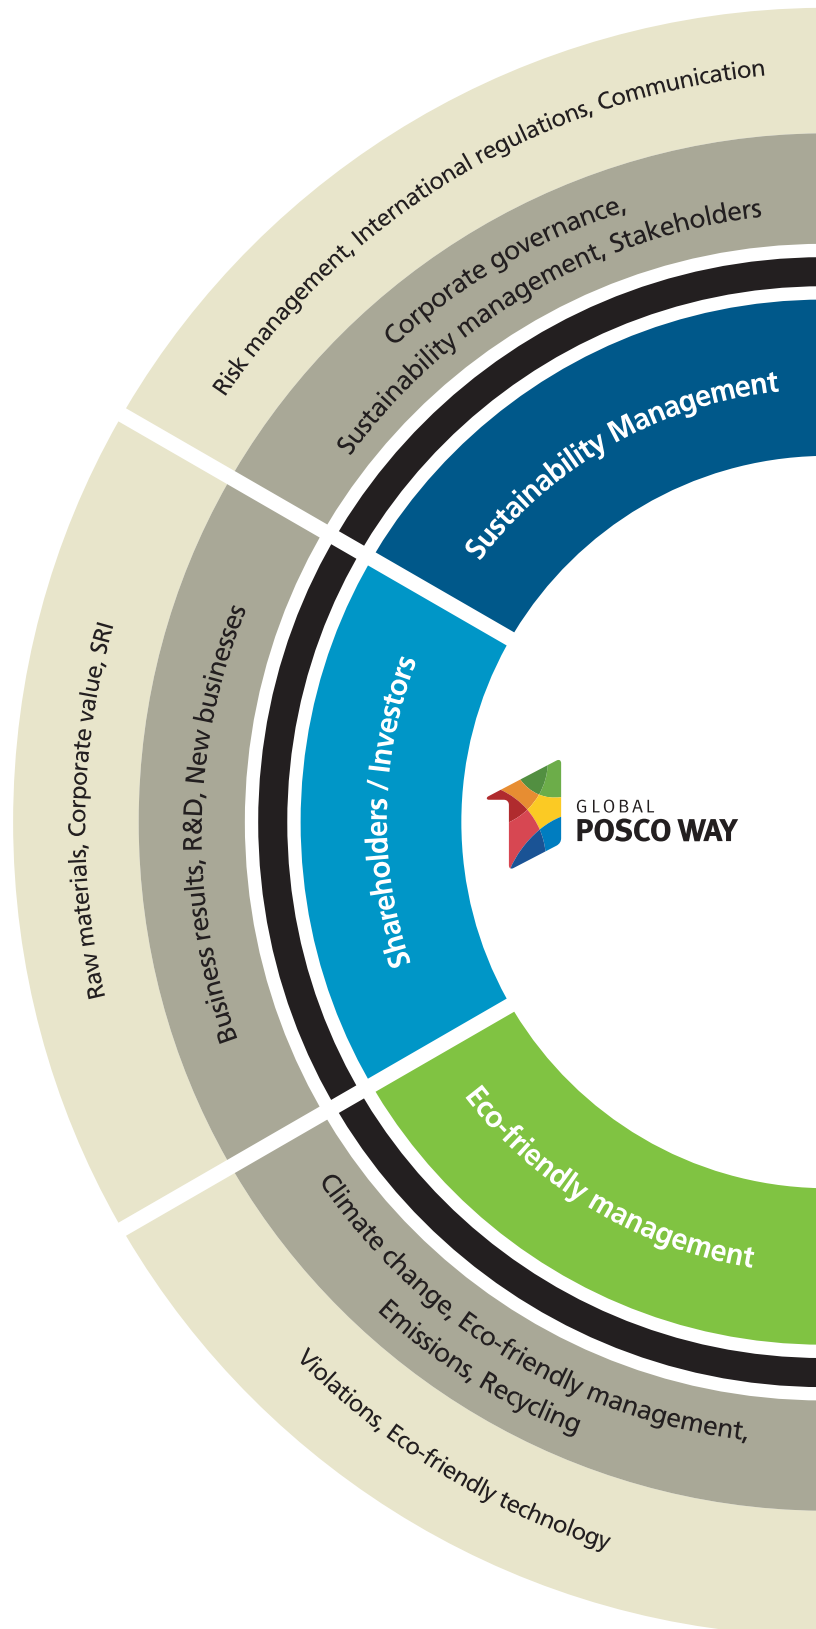 Risk management, International regulations, Communication
Corporate governance,
Sustainability management, Stakeholders
Sustainability Management
Raw materials, Corporate value, SRI
Business results, R&D, New businesses
Shareholders / Investors
GLOBAL
POSCO WAY
Eco-friendly management
Climate change, Eco-friendly management,
Emissions, Recycling
Violations, Eco-friendly technology